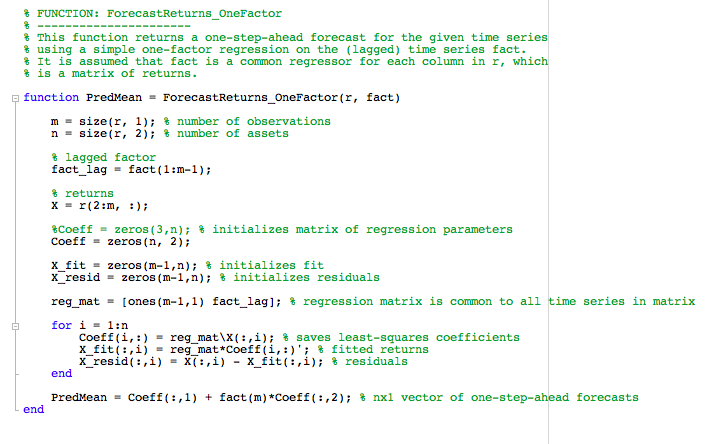 % FUNCTION: ForecastReturns_OneFactor
% ----------------------
% This function returns a one-step-ahead forecast for the given time series
% using a simple one-factor regression on the (lagged) time series fact.
% It is assumed that fact is a common regressor for each column in r, which
% is a matrix of returns.
function PredMean = ForecastReturns_OneFactor(r, fact)
m = size(r, 1); % number of observations
n = size(r, 2); % number of assets
% lagged factor
fact_lag = fact(1:m-1);
% returns
X = r(2:m, :);
%Coeff = zeros(3,n); % initializes matrix of regression parameters
Coeff = zeros(n, 2);
X_fit = zeros(m-1,n); % initializes fit
X_resid = zeros(m-1,n); % initializes residuals
reg_mat = [ones(m-1,1) fact_lag]; % regression matrix is common to all time series in matrix
for i = 1:n
Coeff(i,:) = reg_mat\X(:,i); % saves least-squares coefficients
X_fit(:,i) = reg_mat*Coeff(i,:)'; % fitted returns
X_resid(:,i) = X(:,i) - X_fit(:,i); % residuals
end
PredMean = Coeff(:,1) + fact(m)*Coeff(:,2); % nx1 vector of one-step-ahead forecasts
end